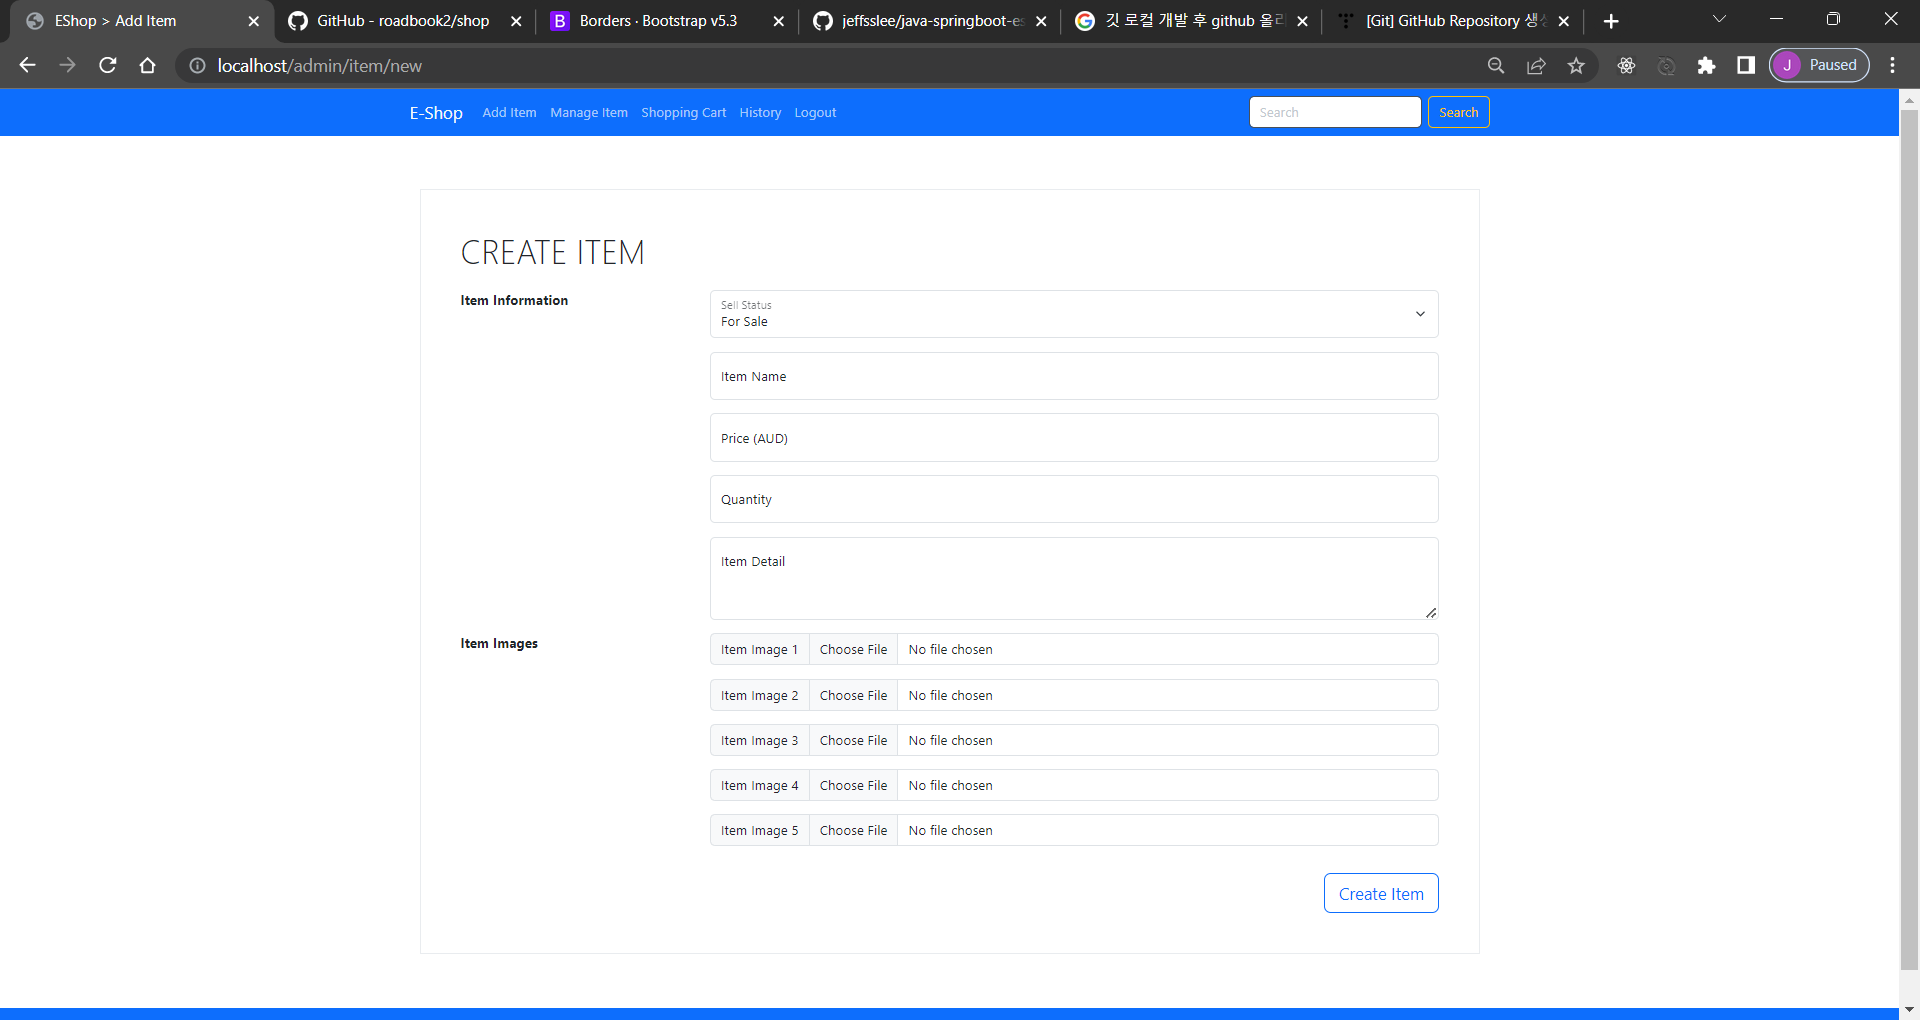 EShop > Add Item
GitHub - roadbook2/shop
Borders · Bootstrap v5.3
jeffsslee/java-springboot-es
깃 로컬 개발 후 github 올리
[Git] GitHub Repository 생성
localhost/admin/item/new
J Paused
E-Shop Add Item Manage Item Shopping Cart History Logout Search Search
CREATE ITEM
Item Information
Sell Status
For Sale
Item Name
Price (AUD)
Quantity
Item Detail
Item Images
Item Image 1 Choose File No file chosen
Item Image 2 Choose File No file chosen
Item Image 3 Choose File No file chosen
Item Image 4 Choose File No file chosen
Item Image 5 Choose File No file chosen
Create Item